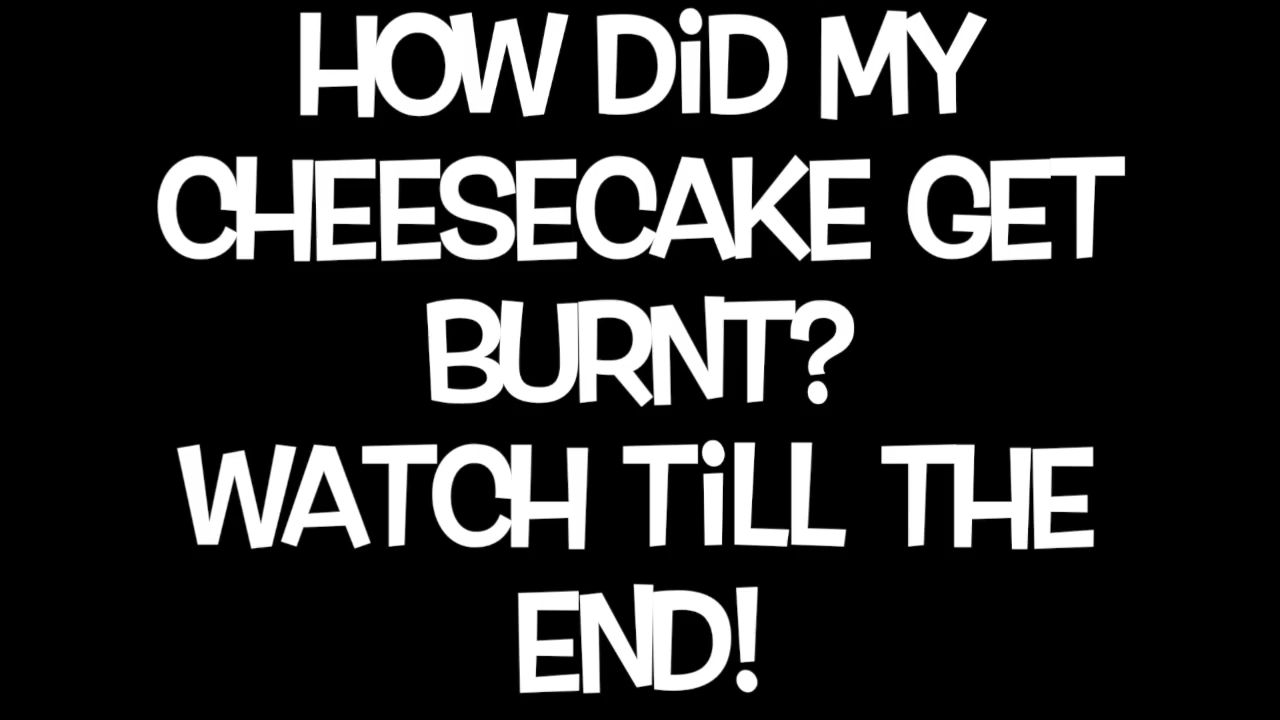 HOW DiD MY
CHEESECAKE GET
BURNT?
WATCH TiLL THE
END!